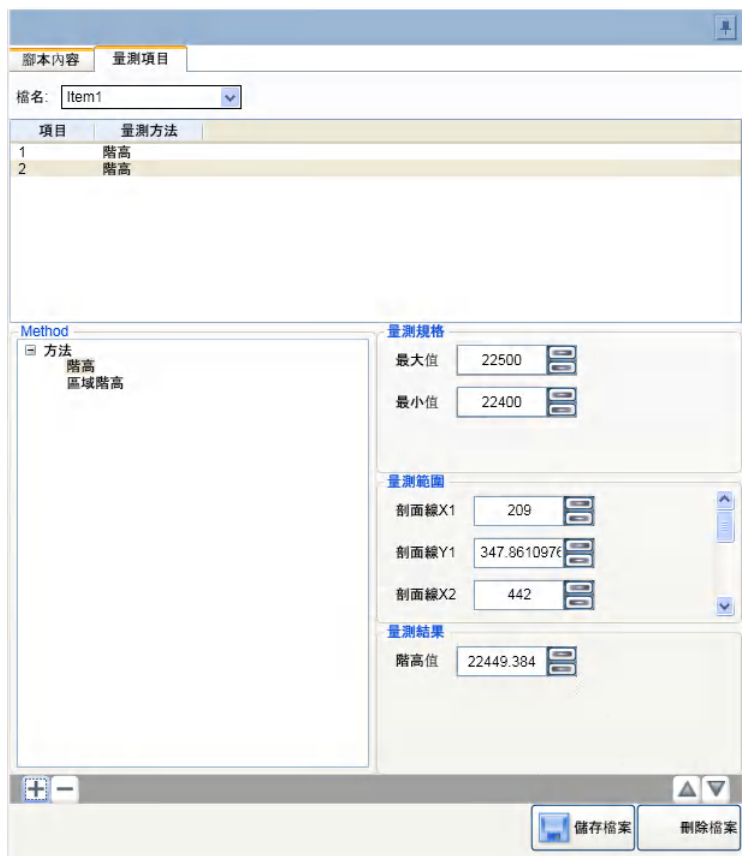 腳本內容 量測項目
檔名: Item1
項目 量測方法
1 階高
2 階高
Method
方法
階高
區域階高
量測規格
最大值 22500
最小值 22400
量測範圍
剖面線X1 209
剖面線Y1 347.8610976
剖面線X2 442
量測結果
階高值 22449.384
儲存檔案 刪除檔案